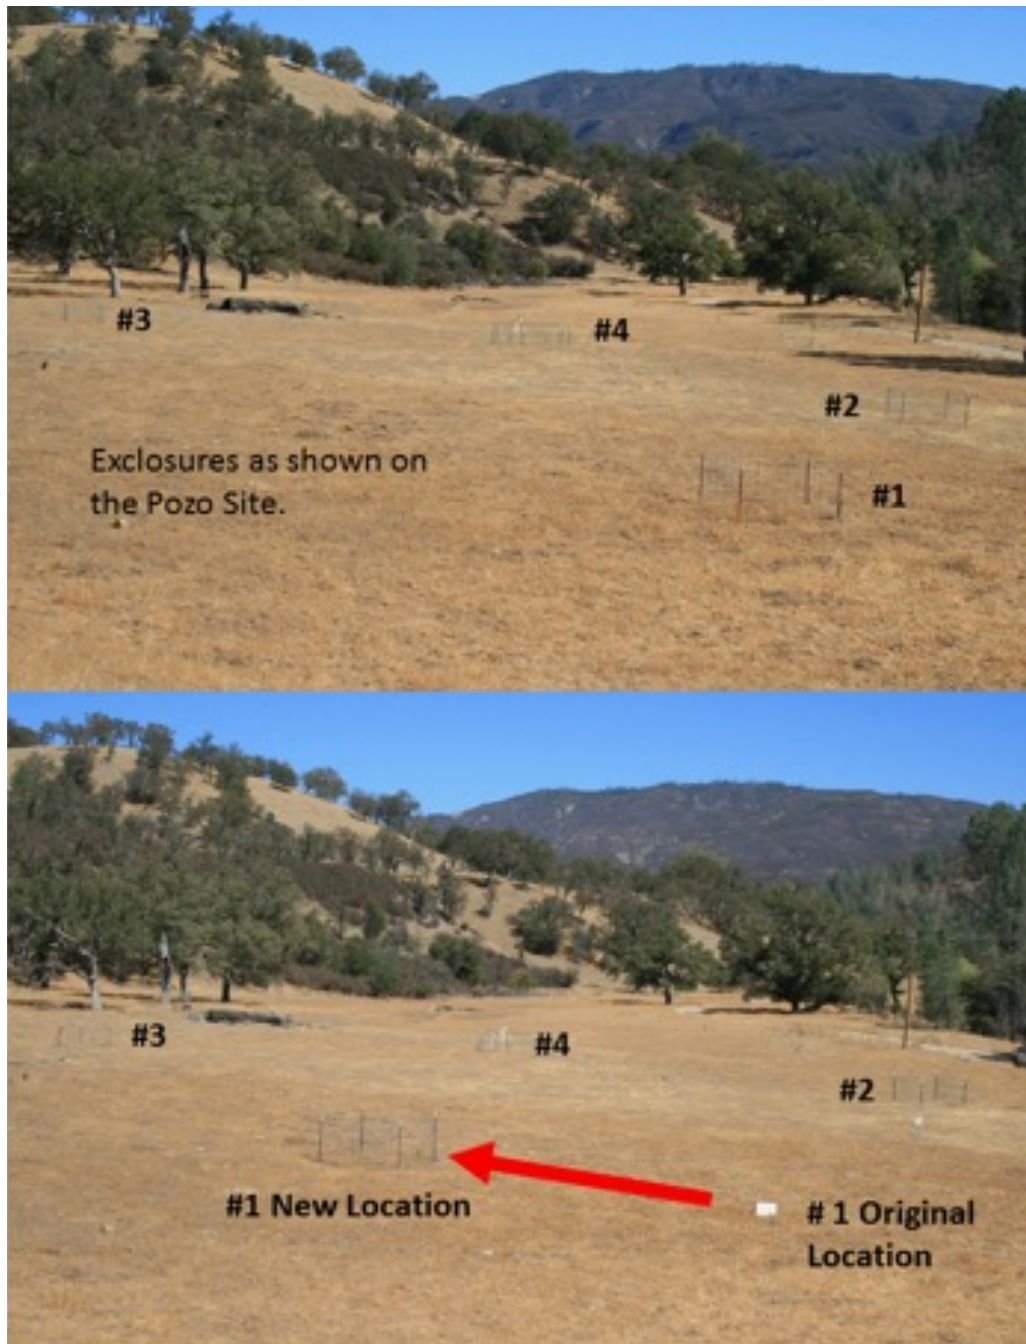 #3
#4
#2
Exclosures as shown on
the Pozo Site.
#1
#3
#4
#2
#1 New Location
# 1 Original
Location